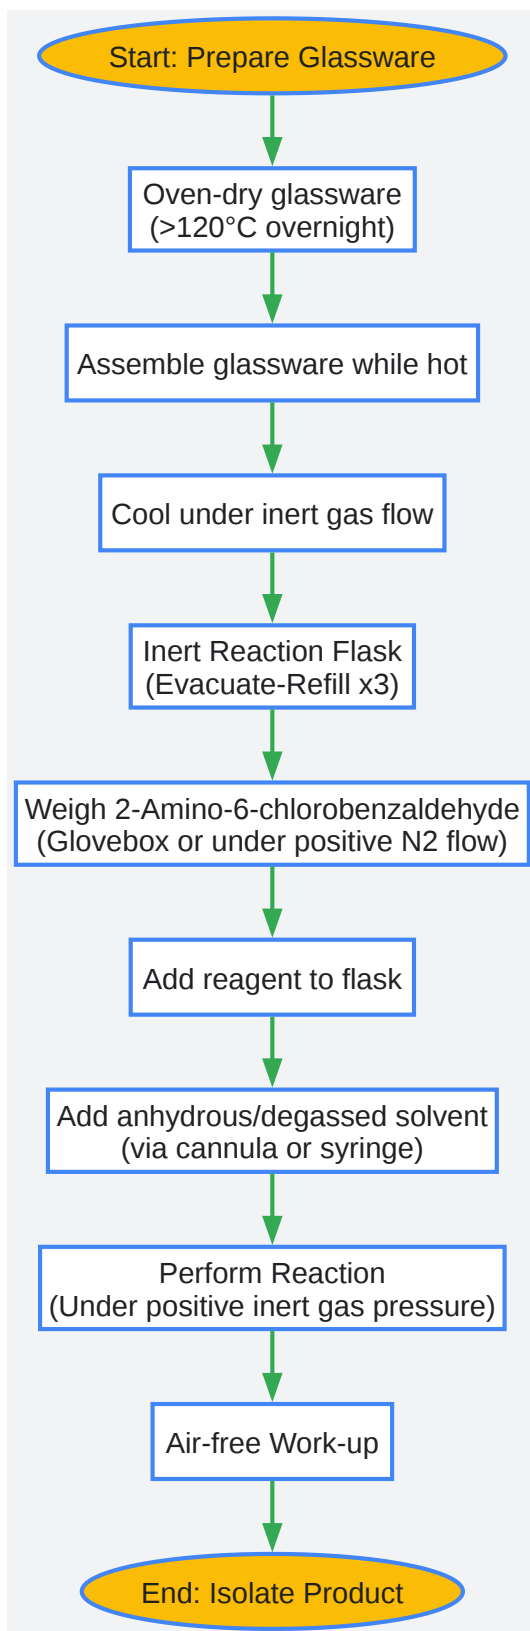 Start: Prepare Glassware
Oven-dry glassware
(>120°C overnight)
Assemble glassware while hot
Cool under inert gas flow
Inert Reaction Flask
(Evacuate-Refill x3)
Weigh 2-Amino-6-chlorobenzaldehyde
(Glovebox or under positive N2 flow)
Add reagent to flask
Add anhydrous/degassed solvent
(via cannula or syringe)
Perform Reaction
(Under positive inert gas pressure)
Air-free Work-up
End: Isolate Product